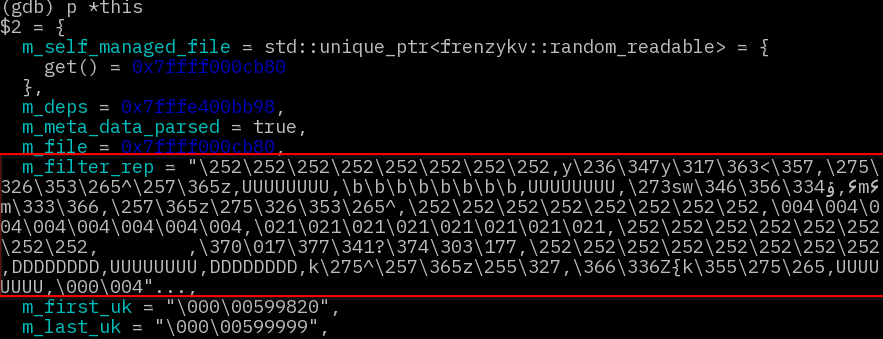 (gdb) p *this
$2 = {
  m_self_managed_file = std::unique_ptr<frenzykv::random_readable> = {
    get() = 0x7ffff000cb80
  },
  m_deps = 0x7fffe400bb98,
  m_meta_data_parsed = true,
  m_file = 0x7ffff000cb80,
  m_filter_rep = "\252\252\252\252\252\252\252\252,y\236\347y\317\363<\357,\275\
326\353\265^\257\365z,UUUUUUUU,\b\b\b\b\b\b\b\b,UUUUUUUU,\273sw\346\356\334ۋ,۶m۶
m\333\366,\257\365z\275\326\353\265^,\252\252\252\252\252\252\252\252,\004\004\0
04\004\004\004\004\004,\021\021\021\021\021\021\021\021,\252\252\252\252\252\252
\252\252,        ,\370\017\377\341?\374\303\177,\252\252\252\252\252\252\252\252
,DDDDDDDD,UUUUUUUU,DDDDDDDD,k\275^\257\365z\255\327,\366\336Z{k\355\275\265,UUUU
UUUU,\000\004"...,
  m_first_uk = "\000\00599820",
  m_last_uk = "\000\00599999",